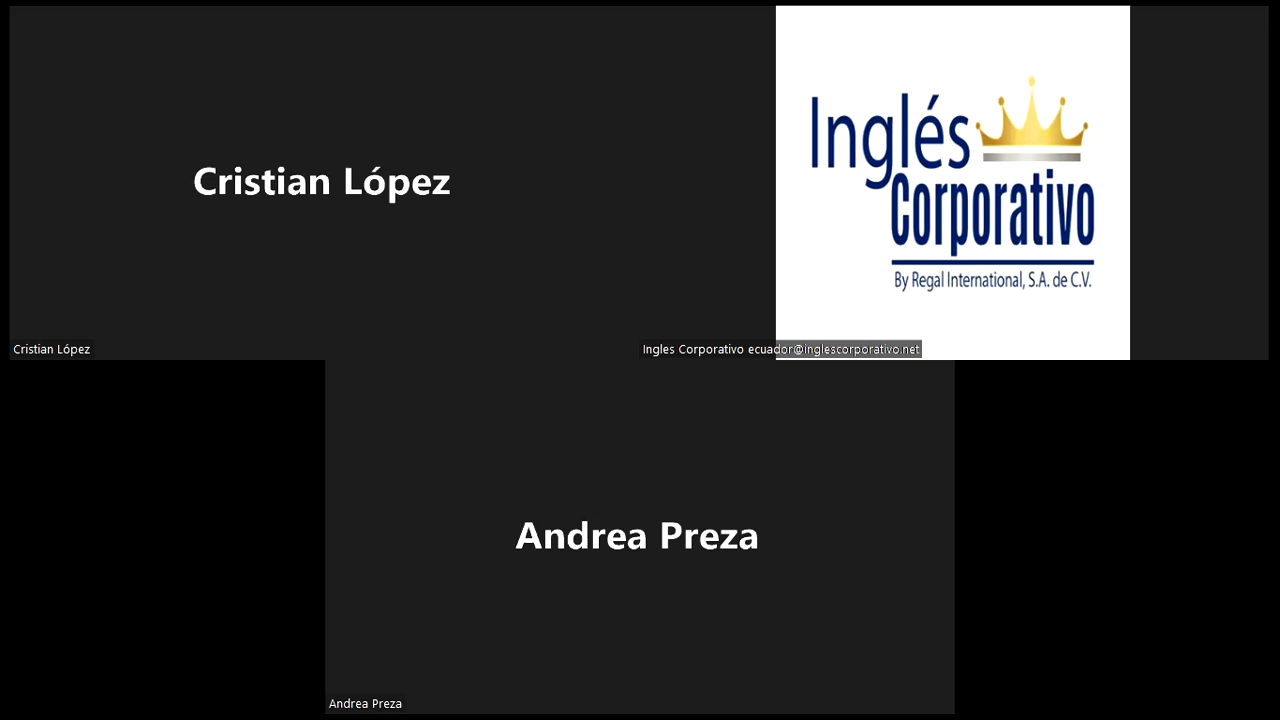 Cristian López
Inglés
Corporativo
By Regal International, S.A. de C.V.
Cristian López
Ingles Corporativo ecuador@inglescorporativo.net
Andrea Preza
Andrea Preza